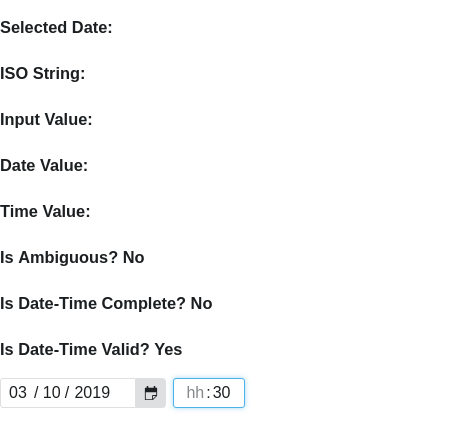 Selected Date:
ISO String:
Input Value:
Date Value:
Time Value:
Is Ambiguous? No
Is Date-Time Complete? No
Is Date-Time Valid? Yes
03 / 10 / 2019 hh:30